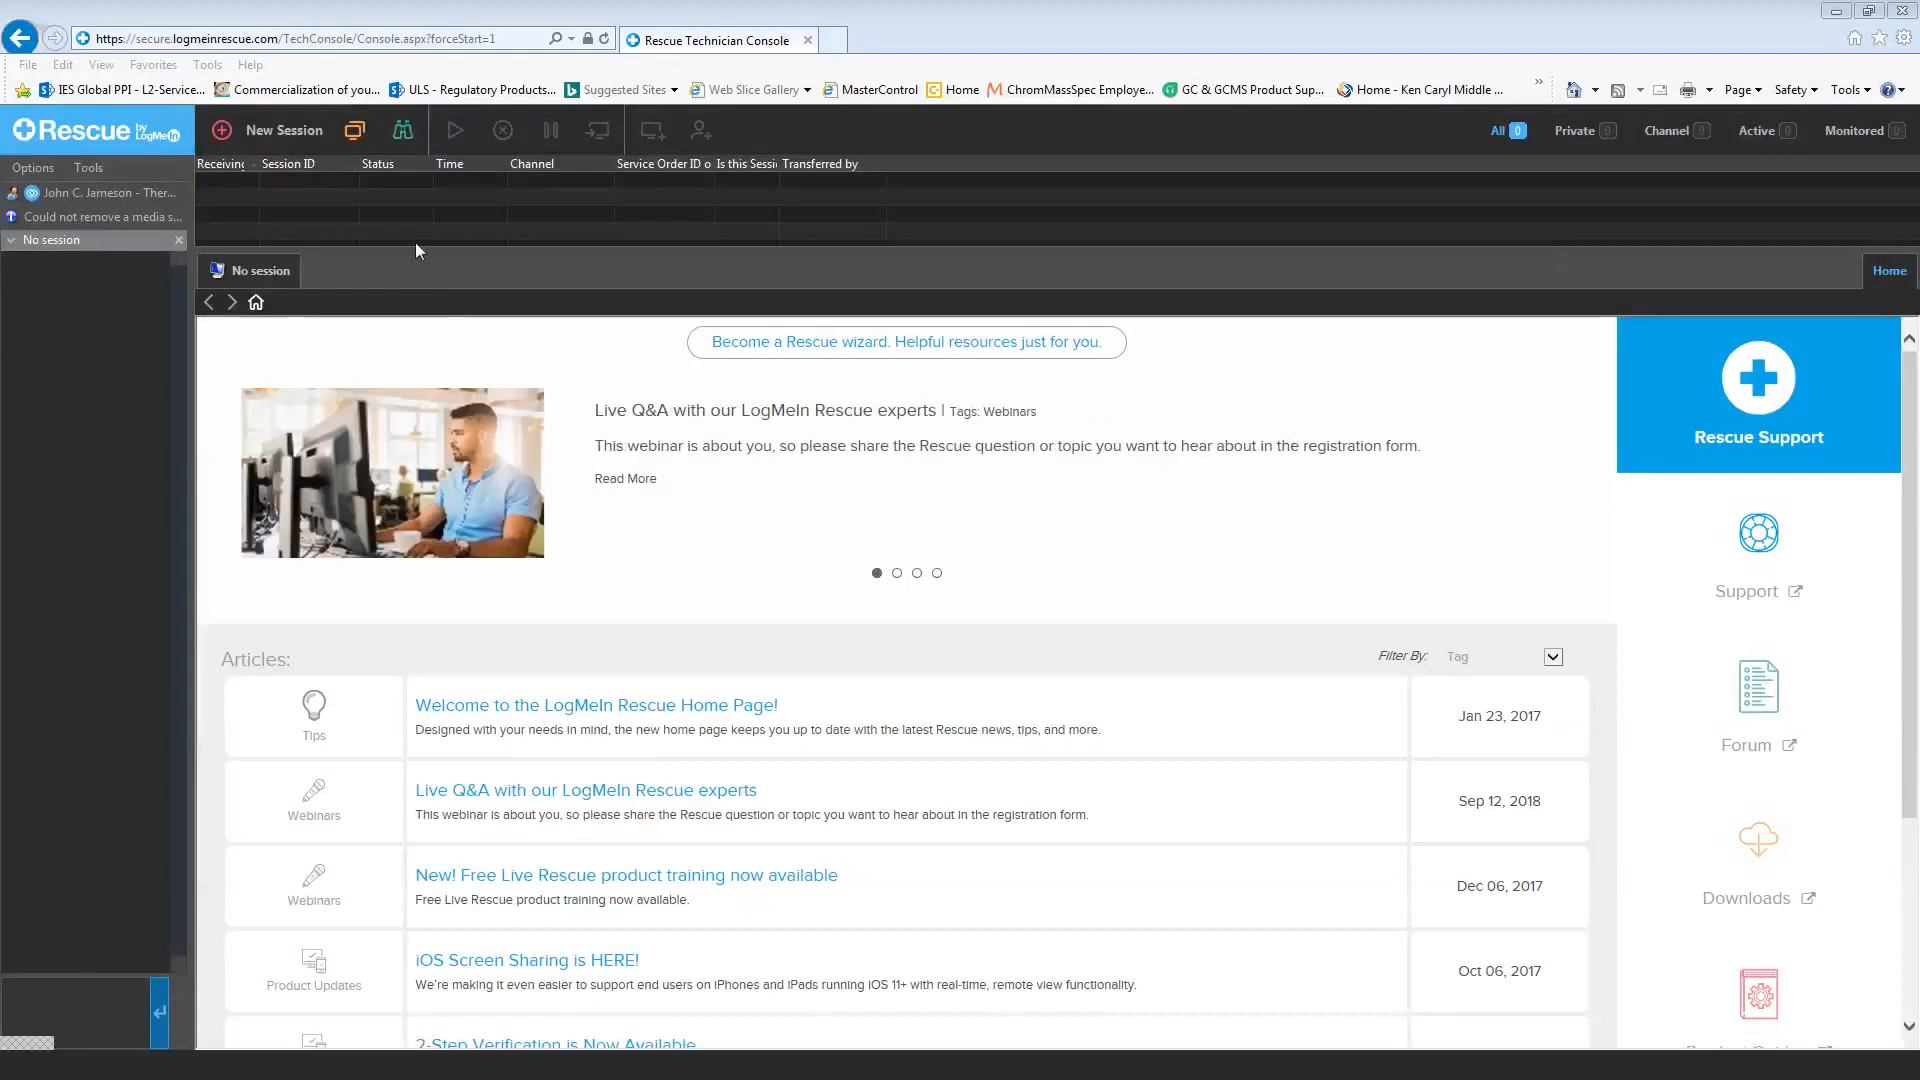 https://secure.logmeinrescue.com/TechConsole/Console.aspx?forceStart=1
Rescue Technician Console
File Edit View Favorites Tools Help
IES Global PPI - L2-Service...
Commercialization of you...
ULS - Regulatory Products...
Suggested Sites
Web Slice Gallery
MasterControl
Home
ChromMassSpec Employe...
GC & GCMS Product Sup...
Home - Ken Caryl Middle ...
Page Safety Tools
Rescue by LogMeIn
New Session
All 0 Private 0 Channel 0 Active 0 Monitored 0
Options Tools
Receiving Session ID Status Time Channel Service Order ID o Is this Sessi Transferred by
John C. Jameson - Ther...
Could not remove a media s...
No session
No session
Home
Become a Rescue wizard. Helpful resources just for you.
Live Q&A with our LogMeIn Rescue experts | Tags: Webinars
This webinar is about you, so please share the Rescue question or topic you want to hear about in the registration form.
Read More
Rescue Support
Support
Forum
Downloads
Articles:
Filter By: Tag
Tips
Welcome to the LogMeIn Rescue Home Page!
Designed with your needs in mind, the new home page keeps you up to date with the latest Rescue news, tips, and more.
Jan 23, 2017
Webinars
Live Q&A with our LogMeIn Rescue experts
This webinar is about you, so please share the Rescue question or topic you want to hear about in the registration form.
Sep 12, 2018
Webinars
New! Free Live Rescue product training now available
Free Live Rescue product training now available.
Dec 06, 2017
Product Updates
iOS Screen Sharing is HERE!
We're making it even easier to support end users on iPhones and iPads running iOS 11+ with real-time, remote view functionality.
Oct 06, 2017
2-Step Verification is Now Available